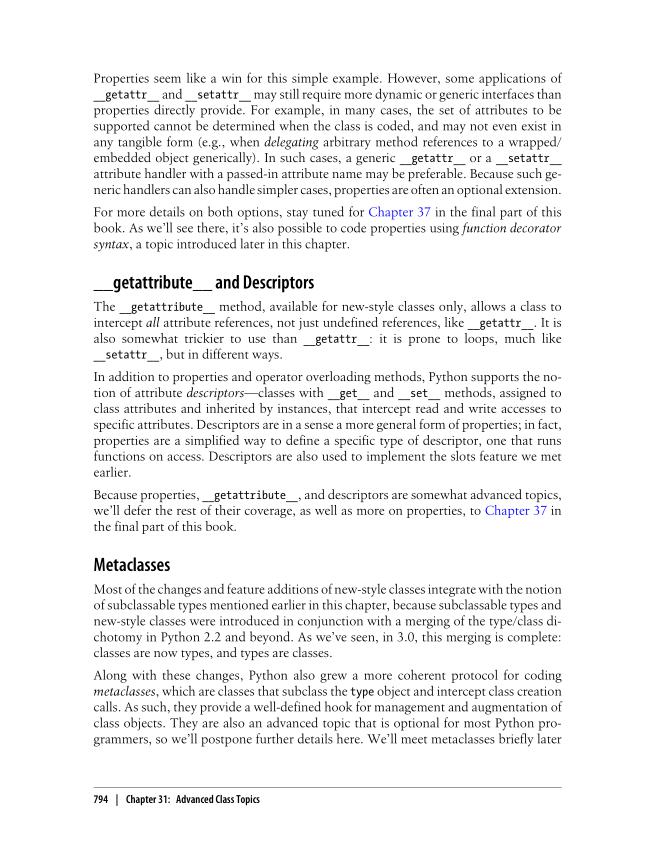 Properties seem like a win for this simple example. However, some applications of
__getattr__ and __setattr__ may still require more dynamic or generic interfaces than
properties directly provide. For example, in many cases, the set of attributes to be
supported cannot be determined when the class is coded, and may not even exist in
any tangible form (e.g., when delegating arbitrary method references to a wrapped/
embedded object generically). In such cases, a generic __getattr__ or a __setattr__
attribute handler with a passed-in attribute name may be preferable. Because such ge-
neric handlers can also handle simpler cases, properties are often an optional extension.
For more details on both options, stay tuned for Chapter 37 in the final part of this
book. As we’ll see there, it’s also possible to code properties using function decorator
syntax, a topic introduced later in this chapter.
__getattribute__ and Descriptors
The __getattribute__ method, available for new-style classes only, allows a class to
intercept all attribute references, not just undefined references, like __getattr__. It is
also somewhat trickier to use than __getattr__: it is prone to loops, much like
__setattr__, but in different ways.
In addition to properties and operator overloading methods, Python supports the no-
tion of attribute descriptors—classes with __get__ and __set__ methods, assigned to
class attributes and inherited by instances, that intercept read and write accesses to
specific attributes. Descriptors are in a sense a more general form of properties; in fact,
properties are a simplified way to define a specific type of descriptor, one that runs
functions on access. Descriptors are also used to implement the slots feature we met
earlier.
Because properties, __getattribute__, and descriptors are somewhat advanced topics,
we’ll defer the rest of their coverage, as well as more on properties, to Chapter 37 in
the final part of this book.
Metaclasses
Most of the changes and feature additions of new-style classes integrate with the notion
of subclassable types mentioned earlier in this chapter, because subclassable types and
new-style classes were introduced in conjunction with a merging of the type/class di-
chotomy in Python 2.2 and beyond. As we’ve seen, in 3.0, this merging is complete:
classes are now types, and types are classes.
Along with these changes, Python also grew a more coherent protocol for coding
metaclasses, which are classes that subclass the type object and intercept class creation
calls. As such, they provide a well-defined hook for management and augmentation of
class objects. They are also an advanced topic that is optional for most Python pro-
grammers, so we’ll postpone further details here. We’ll meet metaclasses briefly later
794 | Chapter 31: Advanced Class Topics